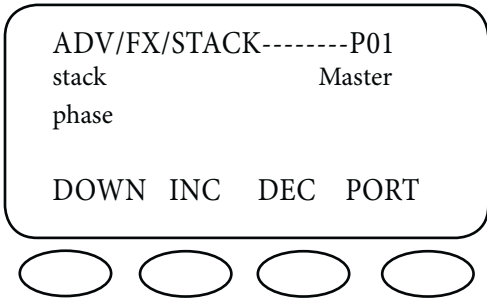 ADV/FX/STACK--------P01
stack Master
phase
DOWN INC DEC PORT